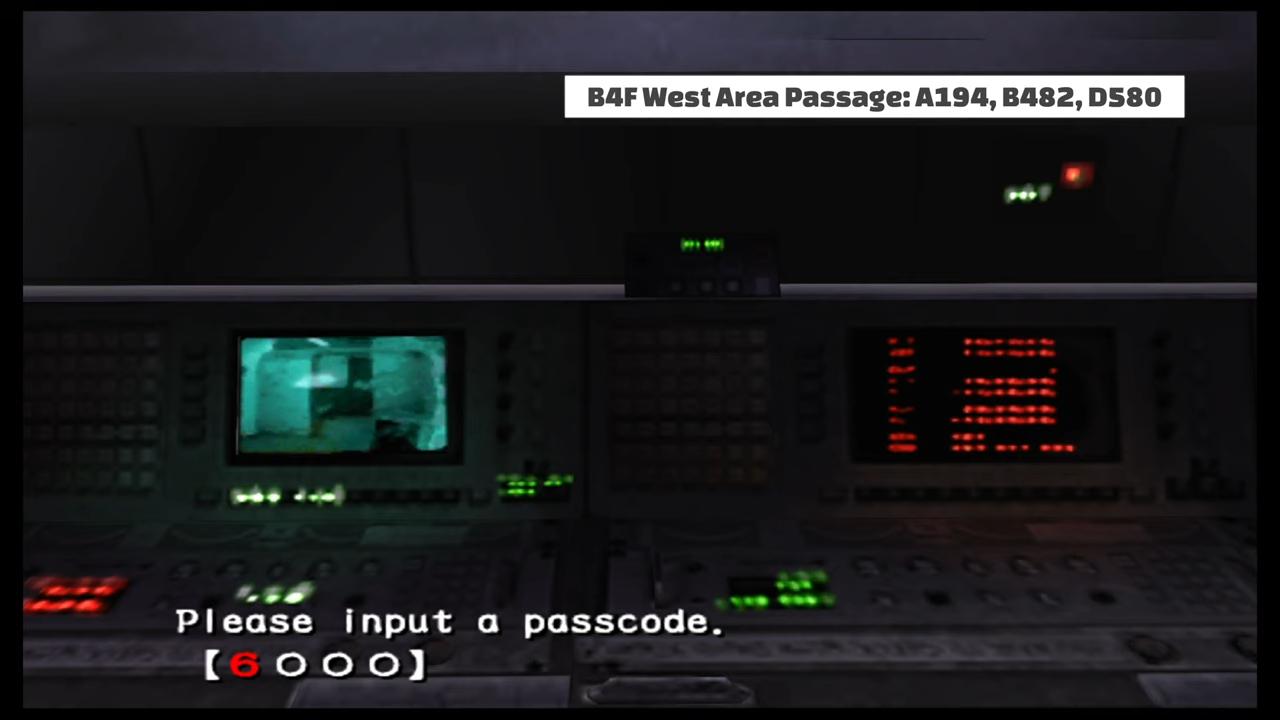 B4F West Area Passage: A194, B482, D580
Please input a passcode.
【6000】